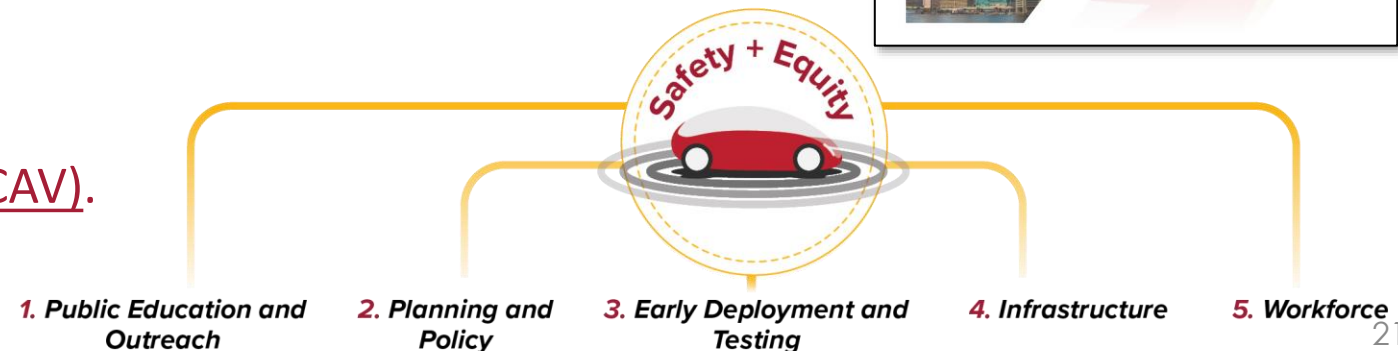 Safety + Equity
CAV).
1. Public Education and
Outreach
2. Planning and
Policy
3. Early Deployment and
Testing
4. Infrastructure
5. Workforce
21